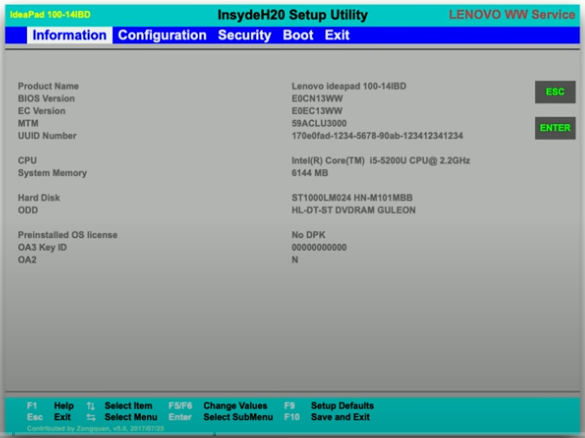 IdeaPad 100-14IBD InsydeH20 Setup Utility LENOVO WW Service
Information Configuration Security Boot Exit
Product Name Lenovo ideapad 100-14IBD
BIOS Version E0CN13WW
EC Version E0EC13WW
MTM 59ACLU3000
UUID Number 170e0fad-1234-5678-90ab-123412341234
CPU Intel(R) Core(TM) i5-5200U CPU@ 2.2GHz
System Memory 6144 MB
Hard Disk ST1000LM024 HN-M101MBB
ODD HL-DT-ST DVDRAM GULEON
Preinstalled OS license No DPK
OA3 Key ID 00000000000
OA2 N
ESC
ENTER
F1 Help ↑↓ Select Item F5/F6 Change Values F9 Setup Defaults
Esc Exit ⇆ Select Menu Enter Select SubMenu F10 Save and Exit
Contributed by Zongquan, v5.0, 2017/07/25